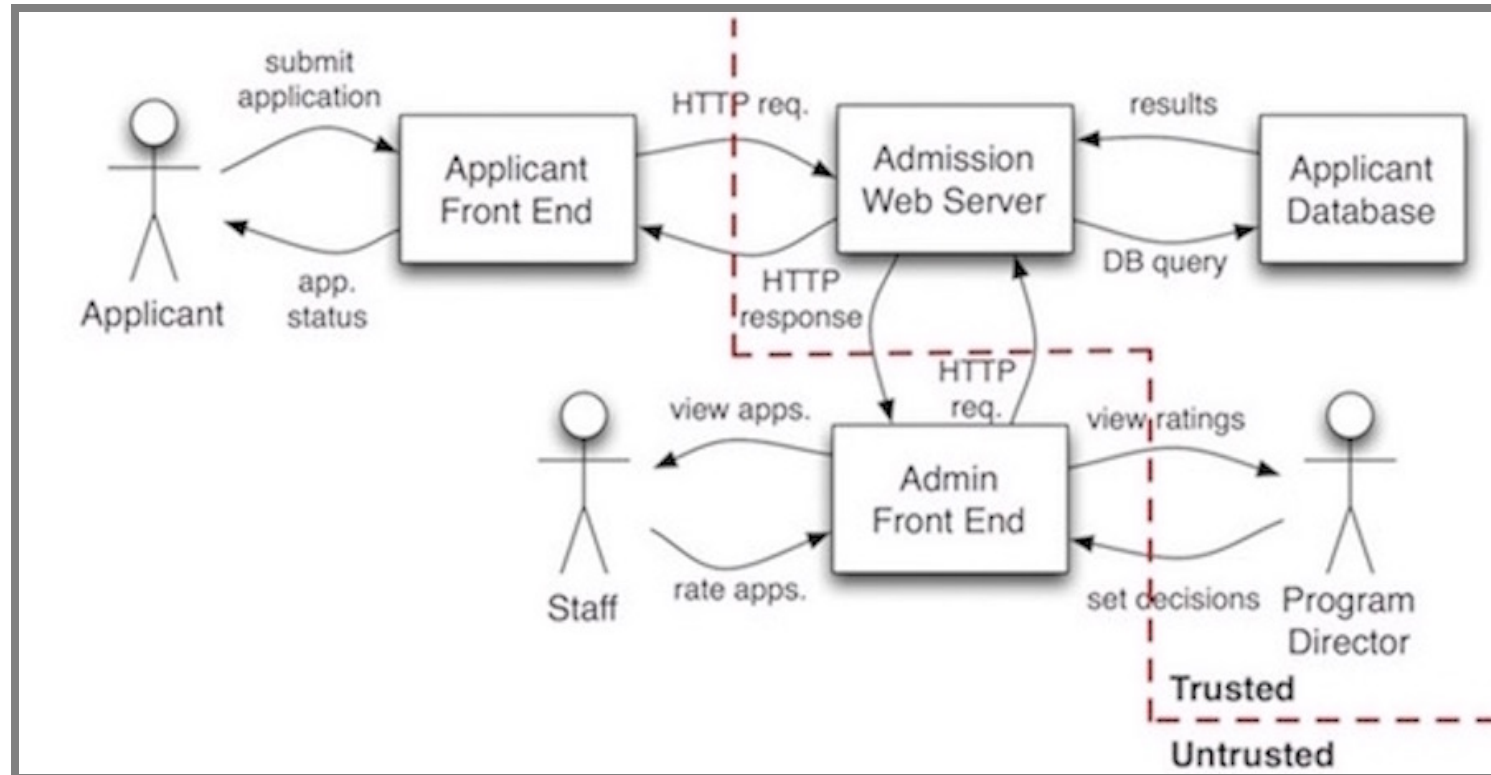 submit
application
HTTP req.
results
Applicant
Front End
Admission
Web Server
Applicant
Database
DB query
app.
status
Applicant
HTTP
response
HTTP
req.
view apps.
view ratings
Admin
Front End
rate apps.
set decisions
Staff
Program
Director
Trusted
Untrusted